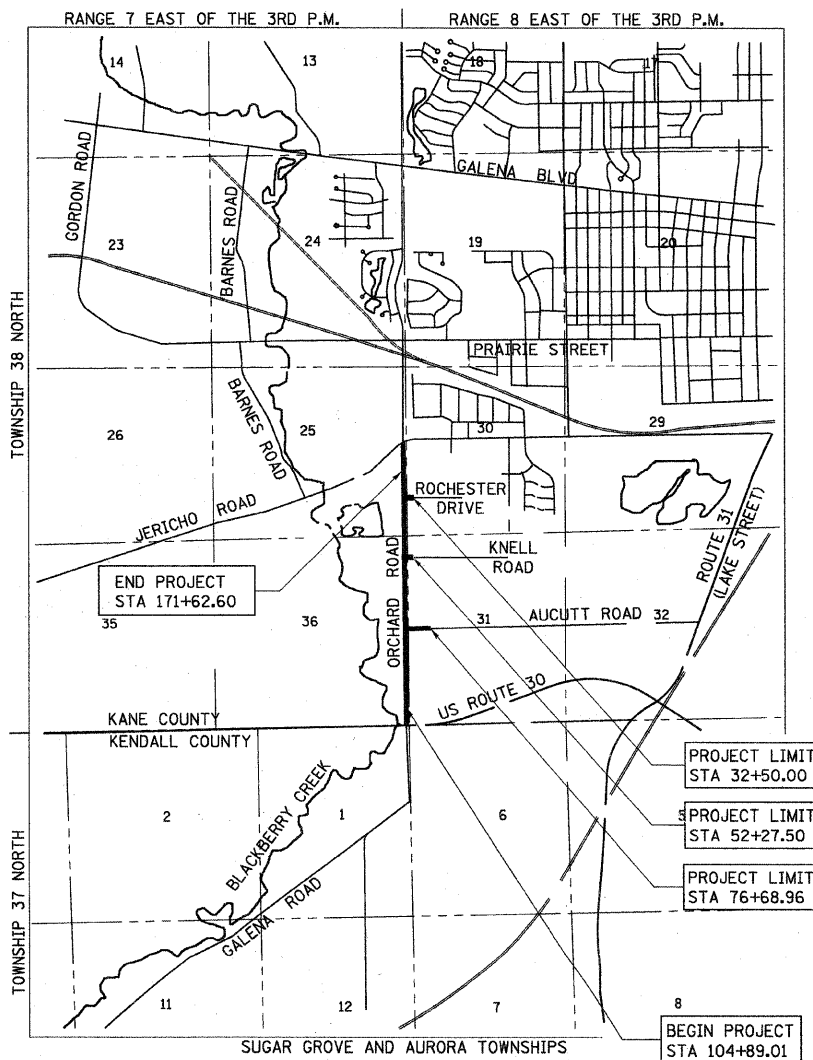 RANGE 7 EAST OF THE 3RD P.M.
RANGE 8 EAST OF THE 3RD P.M.
14
13
18
17
GORDON ROAD
BARNES ROAD
GALENA BLVD
23
24
19
20
TOWNSHIP 38 NORTH
PRAIRIE STREET
BARNES ROAD
26
25
30
29
JERICHO ROAD
ROCHESTER
DRIVE
KNELL
ROAD
ORCHARD ROAD
ROUTE 31
(LAKE STREET)
END PROJECT
STA 171+62.60
35
36
31
AUCUTT ROAD
32
US ROUTE 30
KANE COUNTY
KENDALL COUNTY
PROJECT LIMIT
STA 32+50.00
2
1
6
5
BLACKBERRY CREEK
PROJECT LIMIT
STA 52+27.50
TOWNSHIP 37 NORTH
PROJECT LIMIT
STA 76+68.96
GALENA ROAD
11
12
7
8
BEGIN PROJECT
STA 104+89.01
SUGAR GROVE AND AURORA TOWNSHIPS